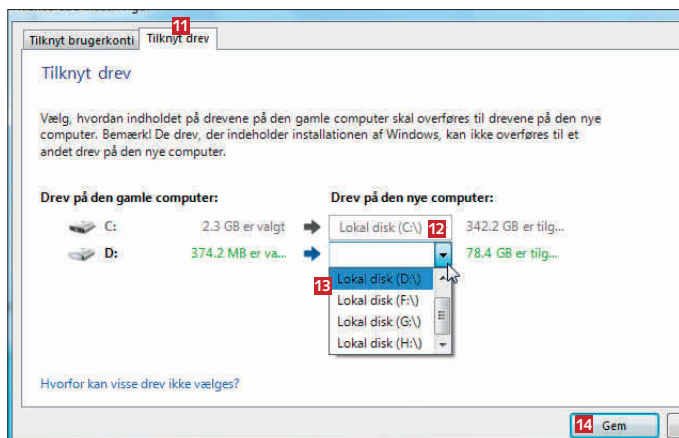 11
Tilknyt brugerkonti
Tilknyt drev
Tilknyt drev
Vælg, hvordan indholdet på drevene på den gamle computer skal overføres til drevene på den nye
computer. Bemærk! De drev, der indeholder installationen af Windows, kan ikke overføres til et
andet drev på den nye computer.
Drev på den gamle computer: Drev på den nye computer:
C: 2.3 GB er valgt Lokal disk (C:\) 12 342.2 GB er tilg...
D: 374.2 MB er va... 78.4 GB er tilg...
13 Lokal disk (D:\)
Lokal disk (F:\)
Lokal disk (G:\)
Lokal disk (H:\)
Hvorfor kan visse drev ikke vælges?
14 Gem